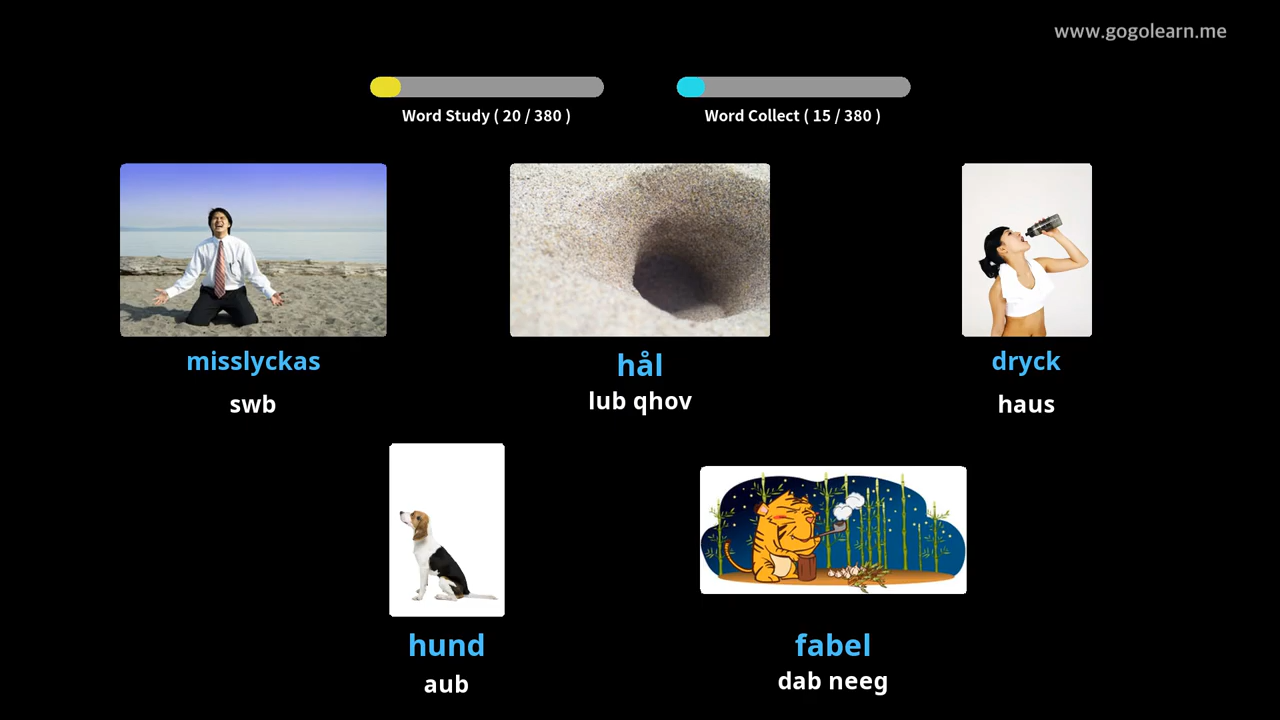 www.gogolearn.me
Word Study ( 20 / 380 )
Word Collect ( 15 / 380 )
misslyckas
swb
hål
lub qhov
dryck
haus
hund
aub
fabel
dab neeg